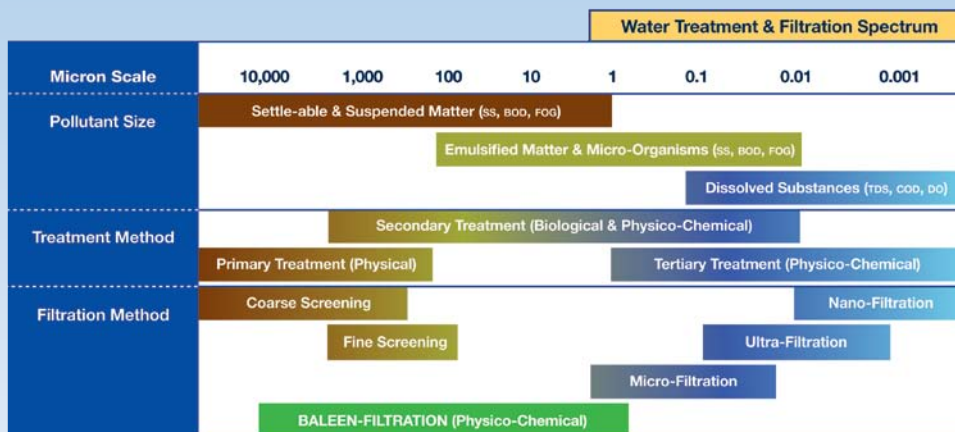 Water Treatment & Filtration Spectrum
Micron Scale 10,000 1,000 100 10 1 0.1 0.01 0.001
Pollutant Size Settle-able & Suspended Matter (SS, BOD, FOG)
Emulsified Matter & Micro-Organisms (SS, BOD, FOG)
Dissolved Substances (TDS, COD, DO)
Treatment Method Secondary Treatment (Biological & Physico-Chemical)
Primary Treatment (Physical) Tertiary Treatment (Physico-Chemical)
Filtration Method Coarse Screening Nano-Filtration
Fine Screening Ultra-Filtration
Micro-Filtration
BALEEN-FILTRATION (Physico-Chemical)